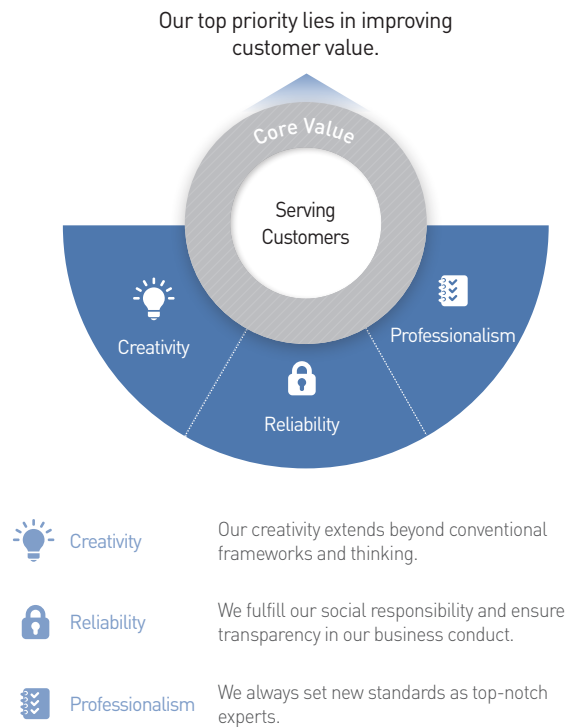 Our top priority lies in improving
customer value.
Core Value
Serving
Customers
Creativity
Professionalism
Reliability
Creativity
Our creativity extends beyond conventional
frameworks and thinking.
Reliability
We fulfill our social responsibility and ensure
transparency in our business conduct.
Professionalism
We always set new standards as top-notch
experts.